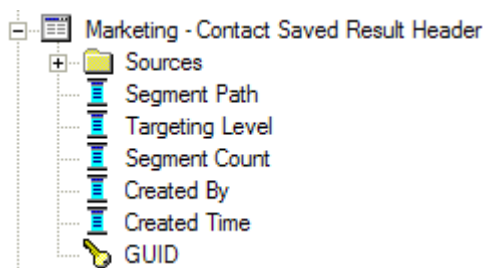 Marketing - Contact Saved Result Header
Sources
Segment Path
Targeting Level
Segment Count
Created By
Created Time
GUID